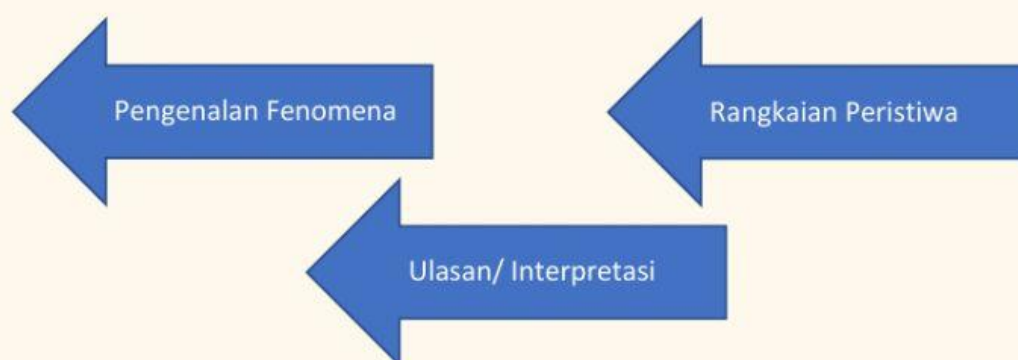 Pengenalan Fenomena
Rangkaian Peristiwa
Ulasan/ Interpretasi